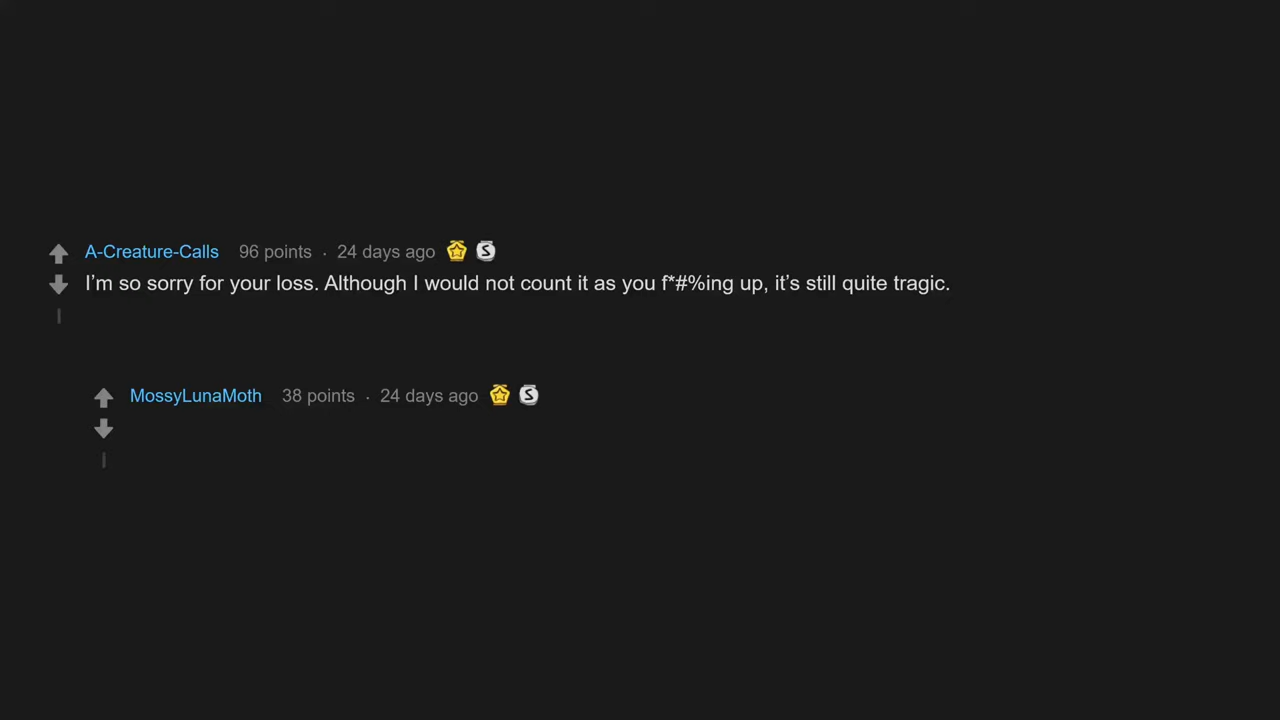 A-Creature-Calls 96 points · 24 days ago S
I’m so sorry for your loss. Although I would not count it as you f*#%ing up, it’s still quite tragic.
MossyLunaMoth 38 points · 24 days ago S